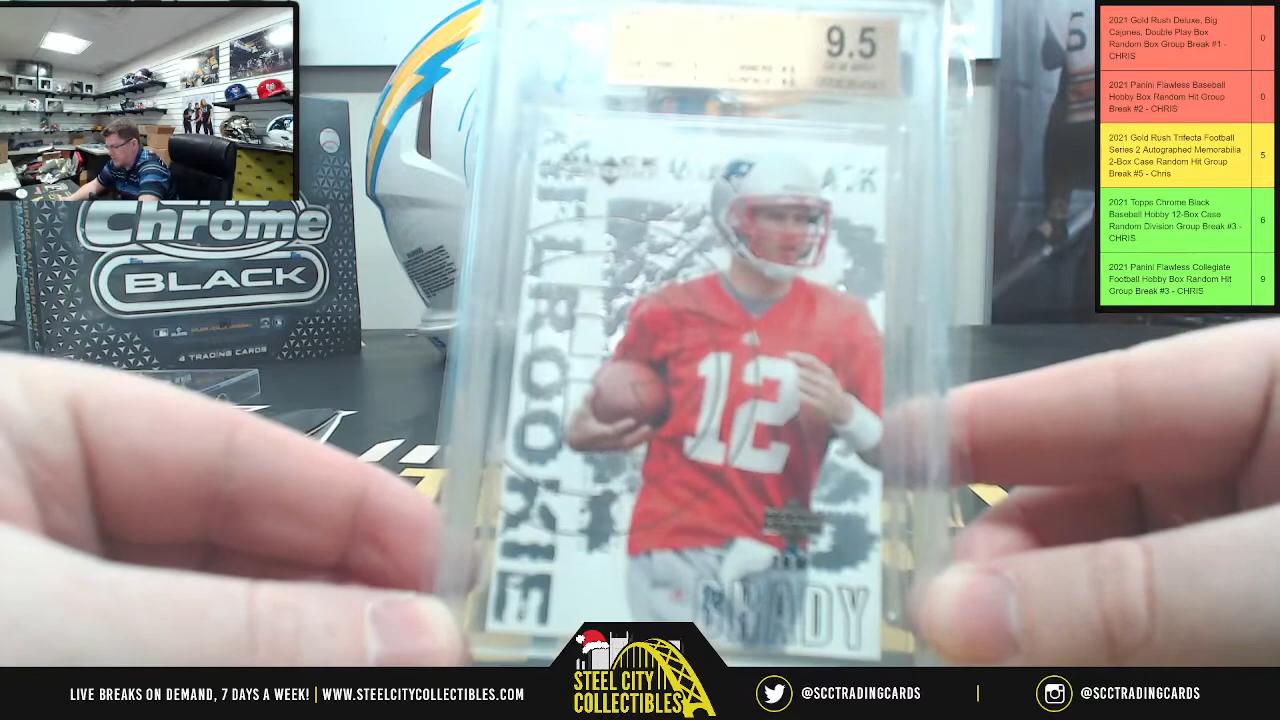 9.5
BLACK
ROOKIE
12
BRADY
Chrome
BLACK
4 TRADING CARDS
2021 Gold Rush Deluxe, Big
Cajones, Double Play Box
Random Box Group Break #1 -
CHRIS
0
2021 Panini Flawless Baseball
Hobby Box Random Hit Group
Break #2 - CHRIS
0
2021 Gold Rush Trifecta Football
Series 2 Autographed Memorabilia
2-Box Case Random Hit Group
Break #5 - Chris
5
2021 Topps Chrome Black
Baseball Hobby 12-Box Case
Random Division Group Break #3 -
CHRIS
6
2021 Panini Flawless Collegiate
Football Hobby Box Random Hit
Group Break #3 - CHRIS
9
LIVE BREAKS ON DEMAND, 7 DAYS A WEEK! | WWW.STEELCITYCOLLECTIBLES.COM
STEEL CITY
COLLECTIBLES
@SCCTRADINGCARDS
@SCCTRADINGCARDS